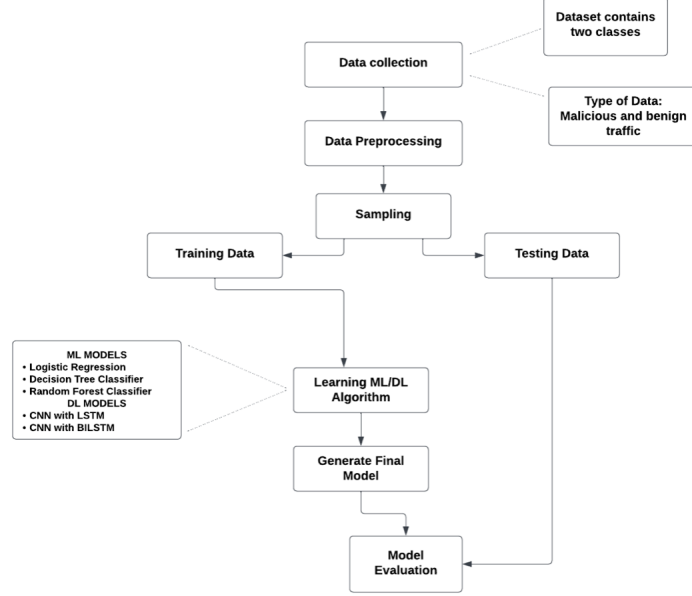 Dataset contains
two classes
Data collection
Type of Data:
Malicious and benign
traffic
Data Preprocessing
Sampling
Training Data
Testing Data
ML MODELS
• Logistic Regression
• Decision Tree Classifier
• Random Forest Classifier
DL MODELS
• CNN with LSTM
• CNN with BILSTM
Learning ML/DL
Algorithm
Generate Final
Model
Model
Evaluation